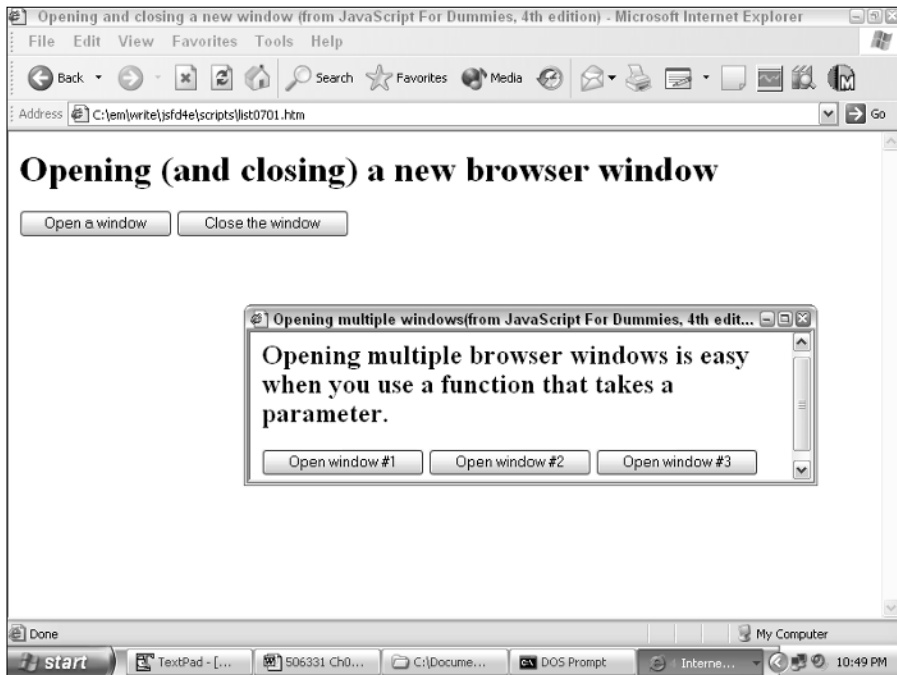 Opening and closing a new window (from JavaScript For Dummies, 4th edition) - Microsoft Internet Explorer
File Edit View Favorites Tools Help
Back Search Favorites Media
Address C:\em\write\jsfd4e\scripts\list0701.htm Go
Opening (and closing) a new browser window
Open a window Close the window
Opening multiple windows(from JavaScript For Dummies, 4th edit...
Opening multiple browser windows is easy
when you use a function that takes a
parameter.
Open window #1 Open window #2 Open window #3
Done My Computer
start TextPad - [... 506331 Ch0... C:\Docume... DOS Prompt Interne... 10:49 PM